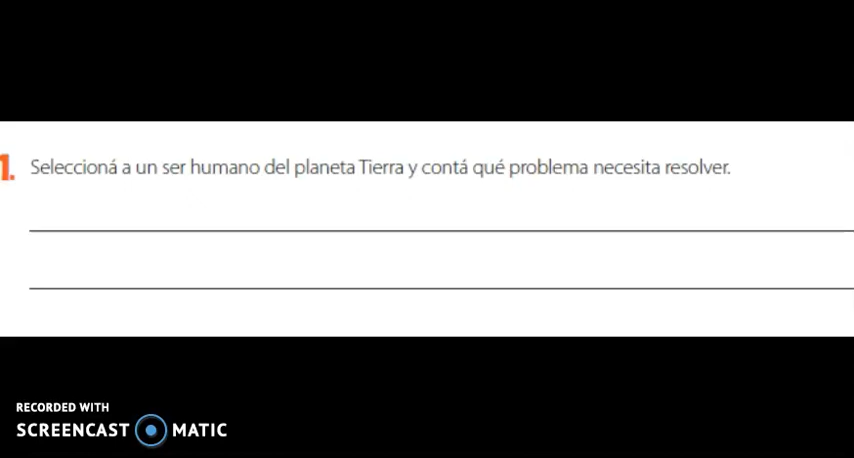 1. Seleccioná a un ser humano del planeta Tierra y contá qué problema necesita resolver.
RECORDED WITH
SCREENCAST MATIC